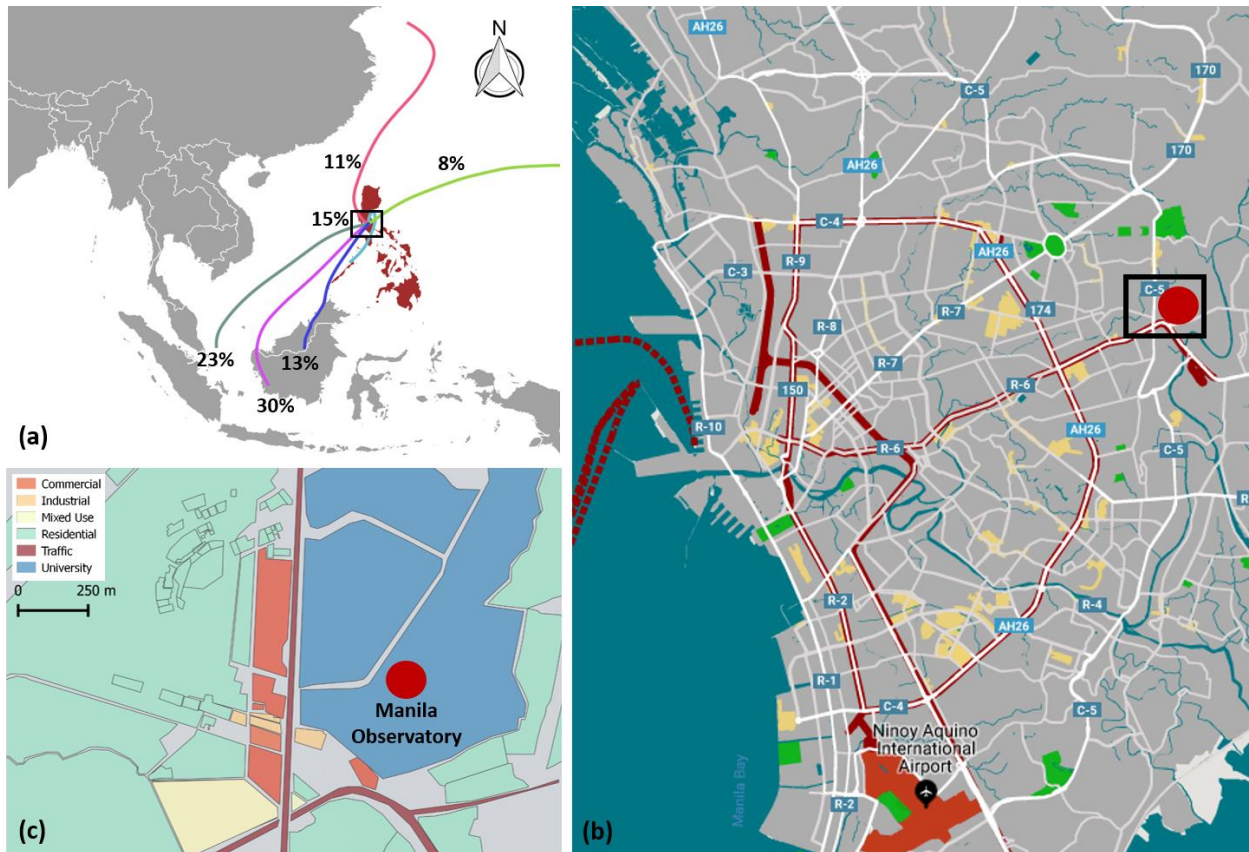 N
11%
8%
15%
23%
13%
30%
(a)
Commercial
Industrial
Mixed Use
Residential
Traffic
University
0
250 m
Manila
Observatory
(c)
AH26
170
C-5
170
AH26
C-4
R-9
AH26
C-3
C-5
R-7
174
R-8
R-7
150
R-6
R-10
AH26
R-6
C-5
R
R-4
R-2
AH26
R-1
C-4
C-5
Ninoy Aquino
International
Airport
Manila Bay
R-2
(b)